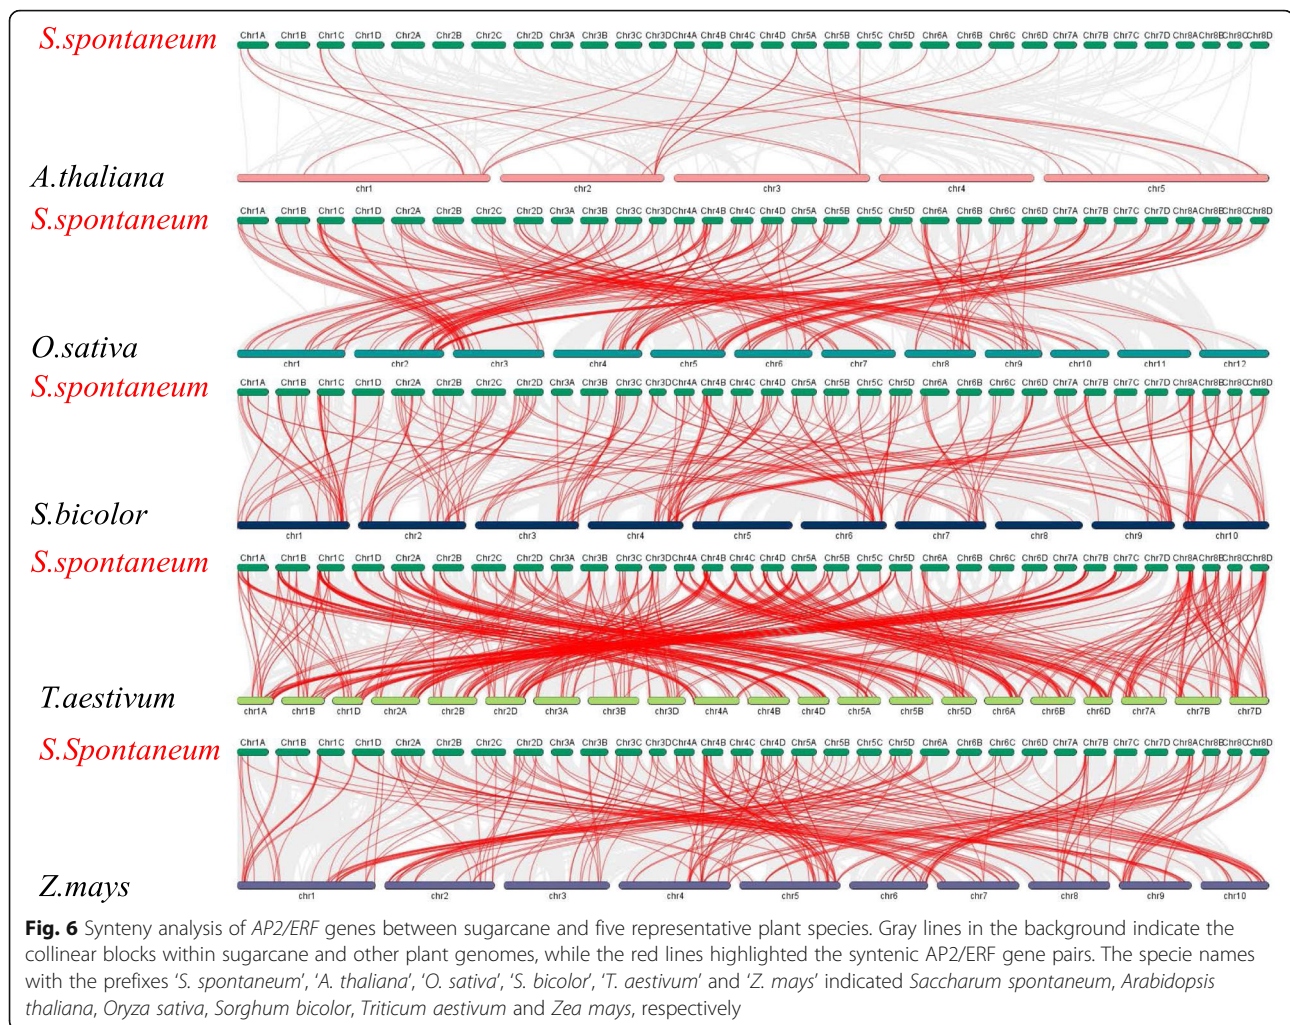 S.spontaneum
Chr1A Chr1B Chr1C Chr1D Chr2A Chr2B Chr2C Chr2D Chr3A Chr3B Chr3C Chr3D Chr4A Chr4B Chr4C Chr4D Chr5A Chr5B Chr5C Chr5D Chr6A Chr6B Chr6C Chr6D Chr7A Chr7B Chr7C Chr7D Chr8A Chr8B Chr8C Chr8D
A.thaliana
chr1 chr2 chr3 chr4 chr5
S.spontaneum
Chr1A Chr1B Chr1C Chr1D Chr2A Chr2B Chr2C Chr2D Chr3A Chr3B Chr3C Chr3D Chr4A Chr4B Chr4C Chr4D Chr5A Chr5B Chr5C Chr5D Chr6A Chr6B Chr6C Chr6D Chr7A Chr7B Chr7C Chr7D Chr8A Chr8B Chr8C Chr8D
O.sativa
chr1 chr2 chr3 chr4 chr5 chr6 chr7 chr8 chr9 chr10 chr11 chr12
S.spontaneum
Chr1A Chr1B Chr1C Chr1D Chr2A Chr2B Chr2C Chr2D Chr3A Chr3B Chr3C Chr3D Chr4A Chr4B Chr4C Chr4D Chr5A Chr5B Chr5C Chr5D Chr6A Chr6B Chr6C Chr6D Chr7A Chr7B Chr7C Chr7D Chr8A Chr8B Chr8C Chr8D
S.bicolor
chr1 chr2 chr3 chr4 chr5 chr6 chr7 chr8 chr9 chr10
S.spontaneum
Chr1A Chr1B Chr1C Chr1D Chr2A Chr2B Chr2C Chr2D Chr3A Chr3B Chr3C Chr3D Chr4A Chr4B Chr4C Chr4D Chr5A Chr5B Chr5C Chr5D Chr6A Chr6B Chr6C Chr6D Chr7A Chr7B Chr7C Chr7D Chr8A Chr8B Chr8C Chr8D
T.aestivum
chr1A chr1B chr1D chr2A chr2B chr2D chr3A chr3B chr3D chr4A chr4B chr4D chr5A chr5B chr5D chr6A chr6B chr6D chr7A chr7B chr7D
S.Spontaneum
Chr1A Chr1B Chr1C Chr1D Chr2A Chr2B Chr2C Chr2D Chr3A Chr3B Chr3C Chr3D Chr4A Chr4B Chr4C Chr4D Chr5A Chr5B Chr5C Chr5D Chr6A Chr6B Chr6C Chr6D Chr7A Chr7B Chr7C Chr7D Chr8A Chr8B Chr8C Chr8D
Z.mays
chr1 chr2 chr3 chr4 chr5 chr6 chr7 chr8 chr9 chr10
Fig. 6 Synteny analysis of AP2/ERF genes between sugarcane and five representative plant species. Gray lines in the background indicate the
collinear blocks within sugarcane and other plant genomes, while the red lines highlighted the syntenic AP2/ERF gene pairs. The specie names
with the prefixes ‘S. spontaneum’, ‘A. thaliana’, ‘O. sativa’, ‘S. bicolor’, ‘T. aestivum’ and ‘Z. mays’ indicated Saccharum spontaneum, Arabidopsis
thaliana, Oryza sativa, Sorghum bicolor, Triticum aestivum and Zea mays, respectively